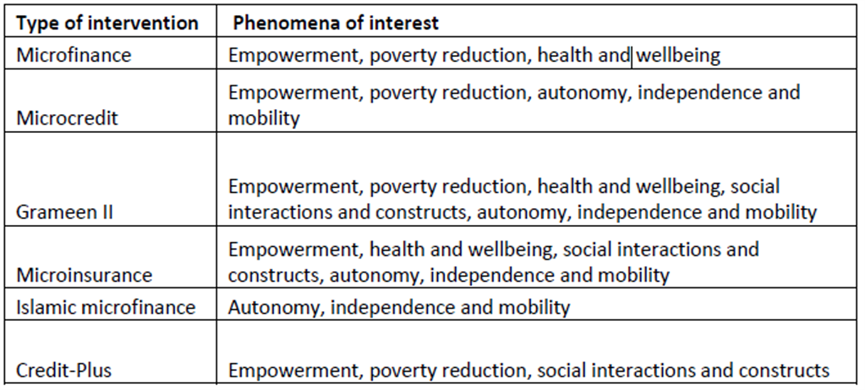 Type of intervention Phenomena of interest
Microfinance Empowerment, poverty reduction, health and wellbeing
Microcredit Empowerment, poverty reduction, autonomy, independence and
mobility
Grameen II Empowerment, poverty reduction, health and wellbeing, social
interactions and constructs, autonomy, independence and mobility
Microinsurance Empowerment, health and wellbeing, social interactions and
constructs, autonomy, independence and mobility
Islamic microfinance Autonomy, independence and mobility
Credit-Plus Empowerment, poverty reduction, social interactions and constructs